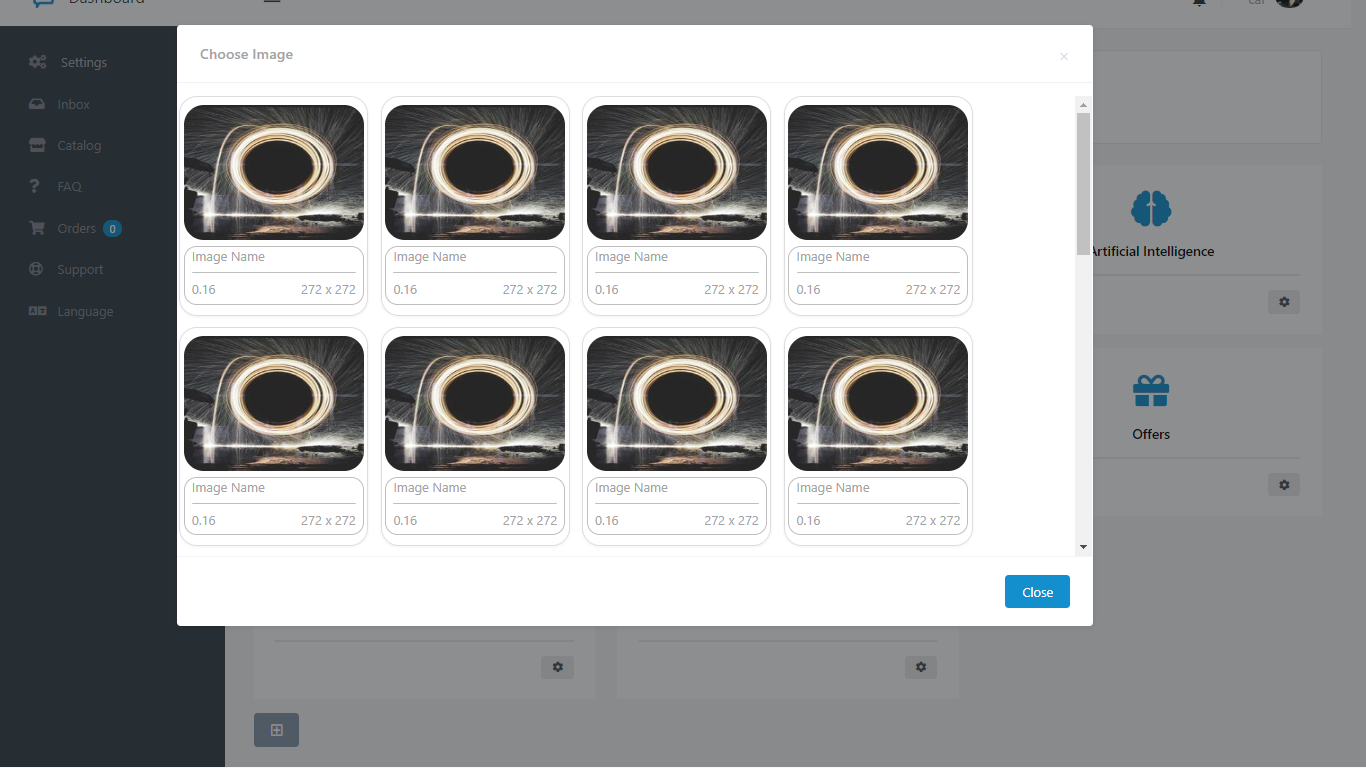 Dashboard
cal
Choose Image
×
Settings
Inbox
Catalog
FAQ
Orders 0
Support
Language
Image Name
0.16 272 x 272
Image Name
0.16 272 x 272
Image Name
0.16 272 x 272
Image Name
0.16 272 x 272
Artificial Intelligence
Image Name
0.16 272 x 272
Image Name
0.16 272 x 272
Image Name
0.16 272 x 272
Image Name
0.16 272 x 272
Offers
Close